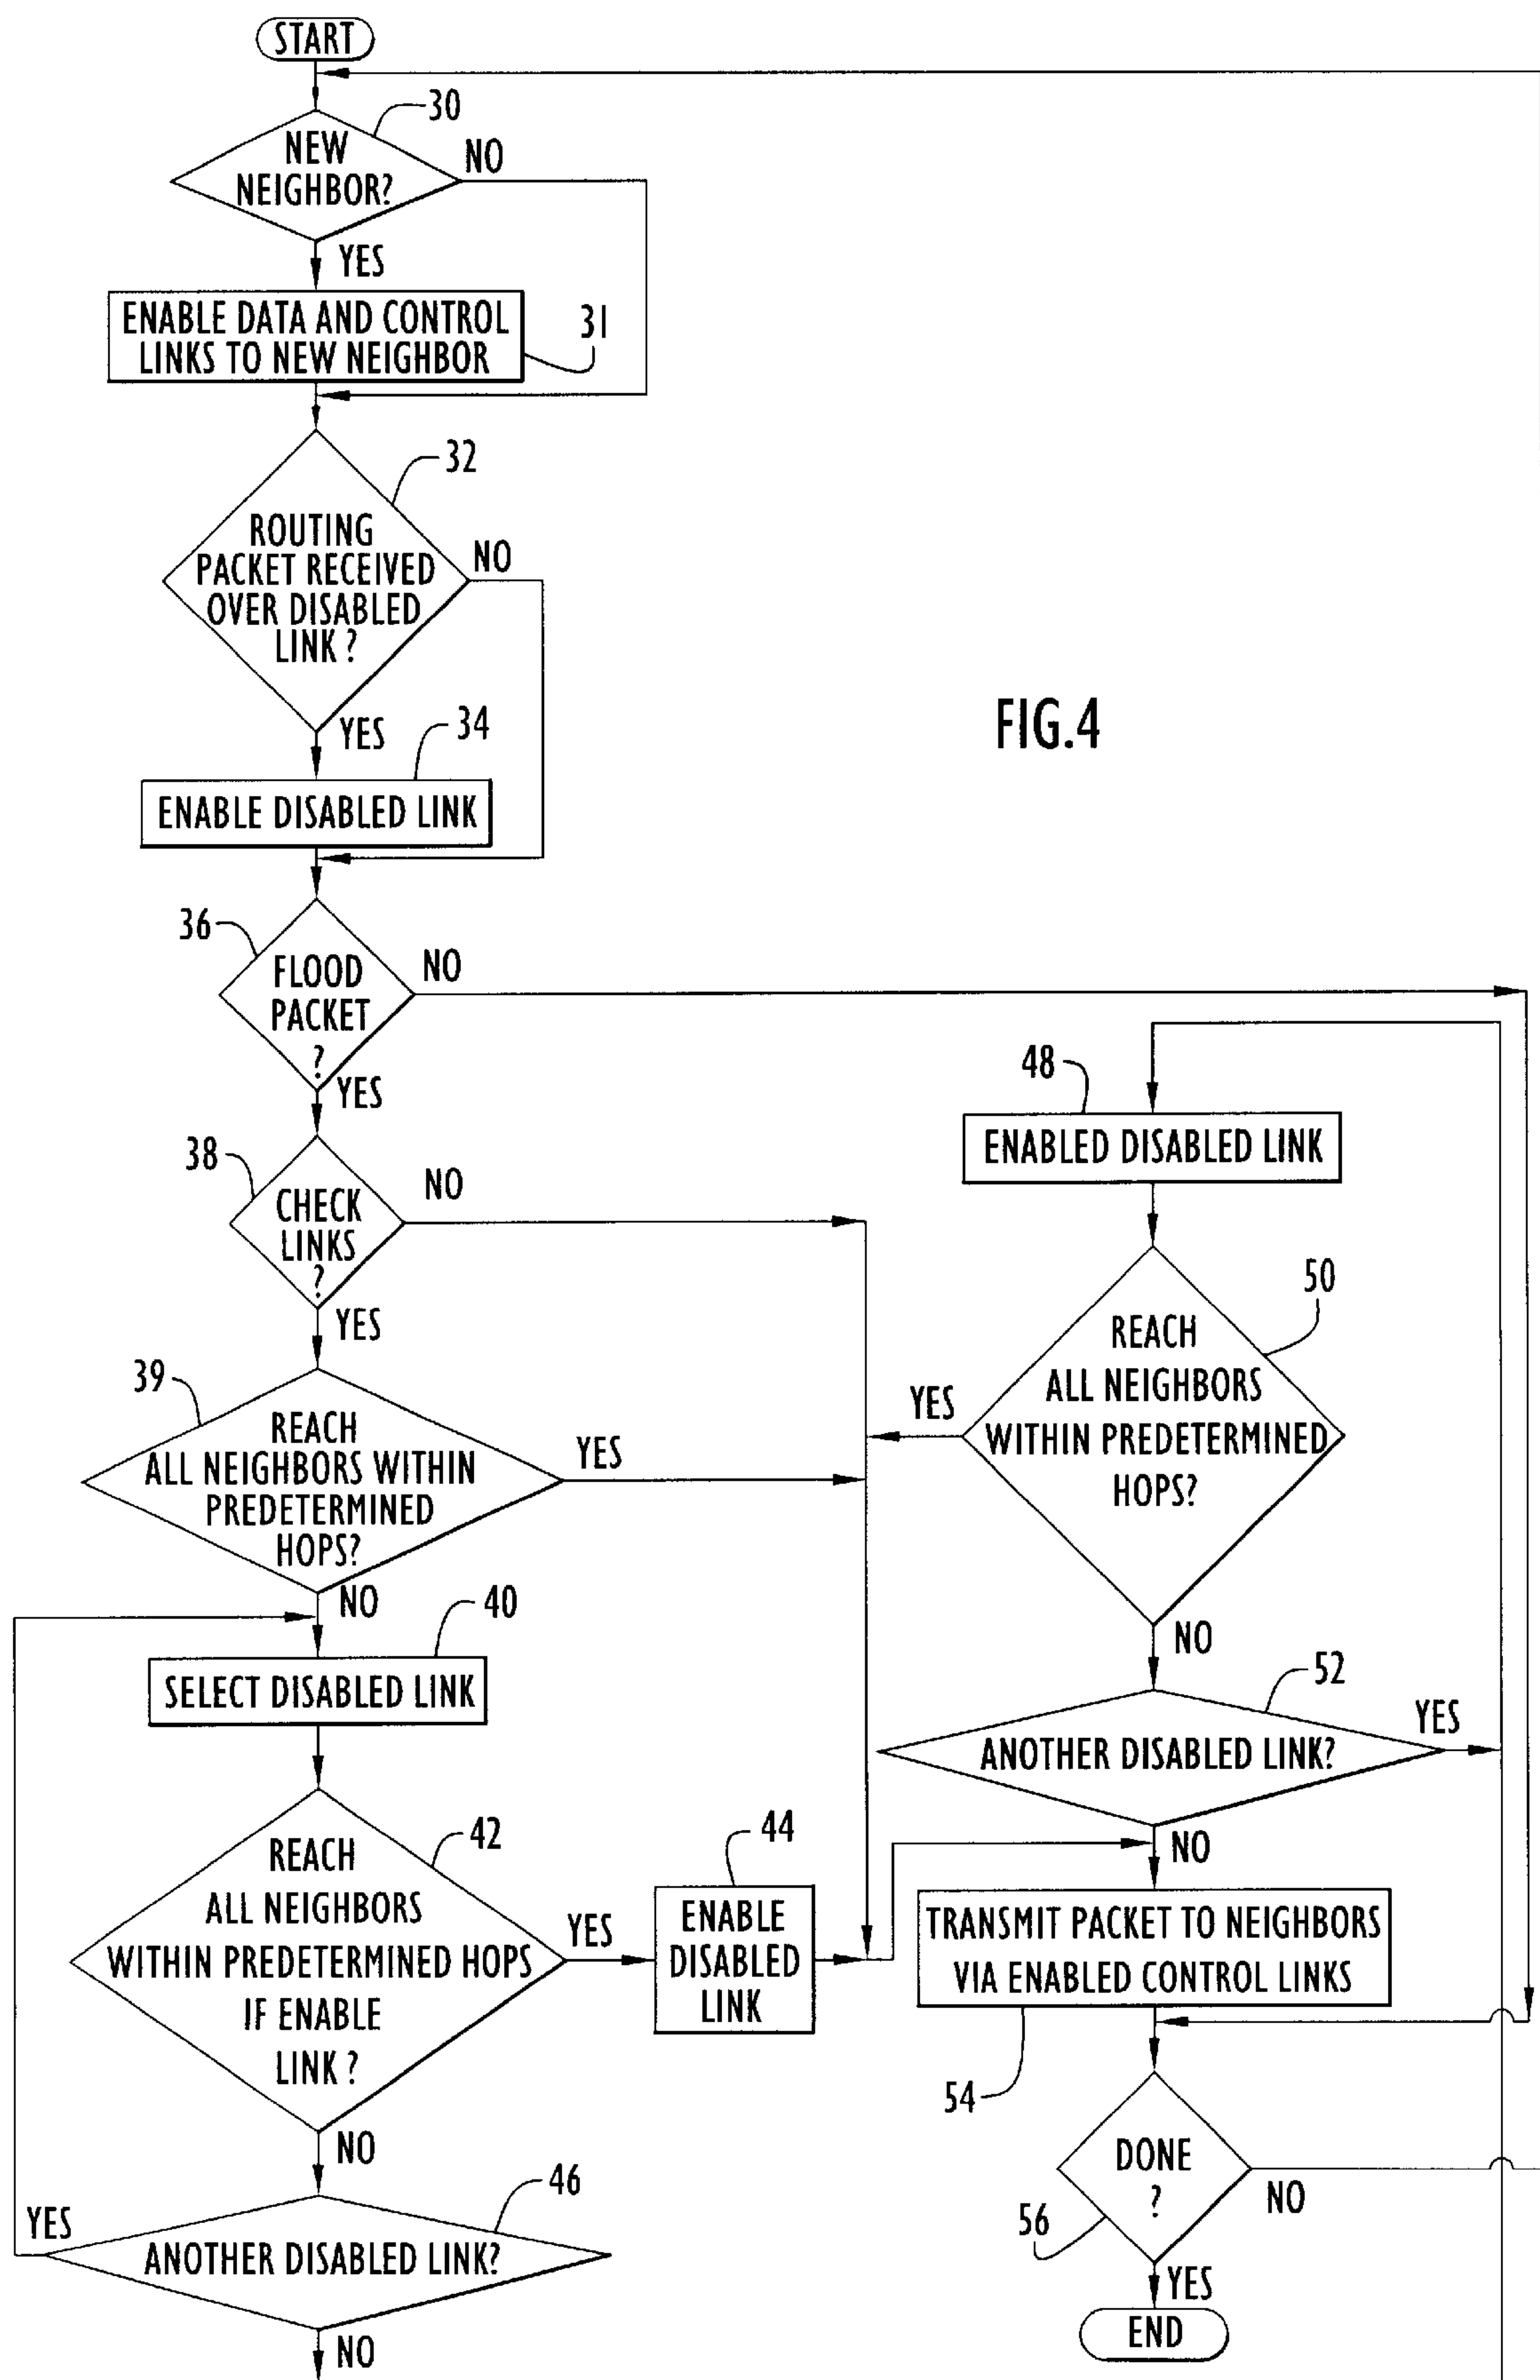 START
30
NEW
NEIGHBOR?
NO
YES
ENABLE DATA AND CONTROL
LINKS TO NEW NEIGHBOR
31
32
ROUTING
PACKET RECEIVED
OVER DISABLED
LINK ?
NO
YES
34
ENABLE DISABLED LINK
FIG.4
36
FLOOD
PACKET
?
NO
YES
38
CHECK
LINKS
?
NO
YES
39
REACH
ALL NEIGHBORS WITHIN
PREDETERMINED
HOPS?
YES
NO
40
SELECT DISABLED LINK
42
REACH
ALL NEIGHBORS
WITHIN PREDETERMINED HOPS
IF ENABLE
LINK ?
YES
44
ENABLE
DISABLED
LINK
NO
46
YES
ANOTHER DISABLED LINK?
NO
48
ENABLED DISABLED LINK
50
REACH
ALL NEIGHBORS
WITHIN PREDETERMINED
HOPS?
YES
NO
52
ANOTHER DISABLED LINK?
YES
NO
TRANSMIT PACKET TO NEIGHBORS
VIA ENABLED CONTROL LINKS
54
DONE
?
NO
56
YES
END